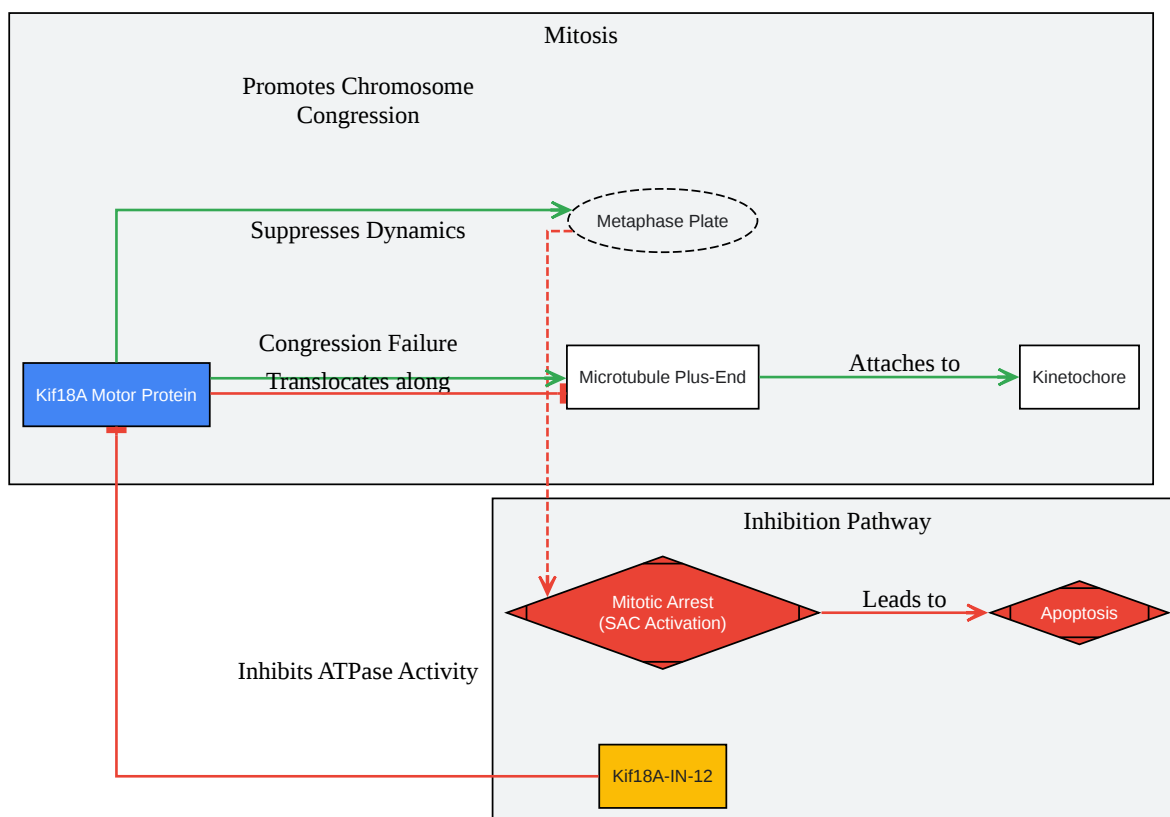 Mitosis
Promotes Chromosome
Congression
Suppresses Dynamics
Metaphase Plate
Congression Failure
Translocates along
Kif18A Motor Protein
Microtubule Plus-End
Attaches to
Kinetochore
Inhibition Pathway
Mitotic Arrest
(SAC Activation)
Leads to
Apoptosis
Inhibits ATPase Activity
Kif18A-IN-12